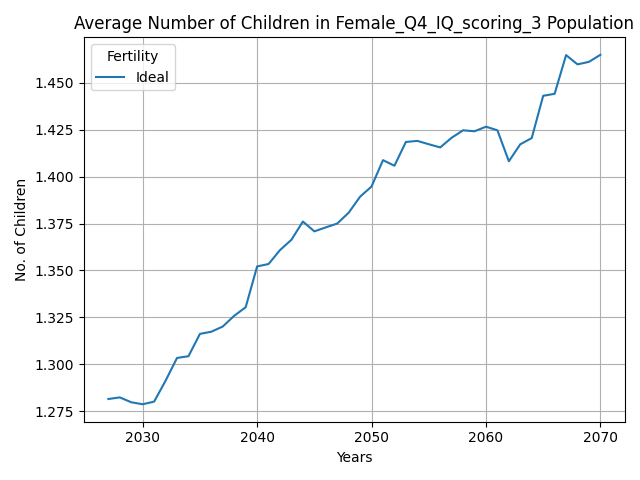 Average Number of Children in Female_Q4_IQ_scoring_3 Population
Fertility
Ideal
1.450
1.425
1.400
1.375
1.350
1.325
1.300
1.275
No. of Children
2030 2040 2050 2060 2070
Years